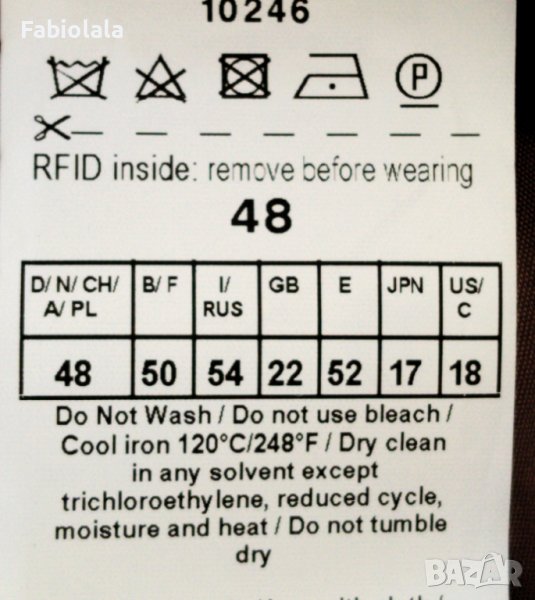 10246
Fabiolala
P
RFID inside: remove before wearing
48
D/ N/ CH/ A/ PL B/ F I/ RUS GB E JPN US/ C
48 50 54 22 52 17 18
Do Not Wash / Do not use bleach /
Cool iron 120°C/248°F / Dry clean
in any solvent except
trichloroethylene, reduced cycle,
moisture and heat / Do not tumble
dry
BAZAR